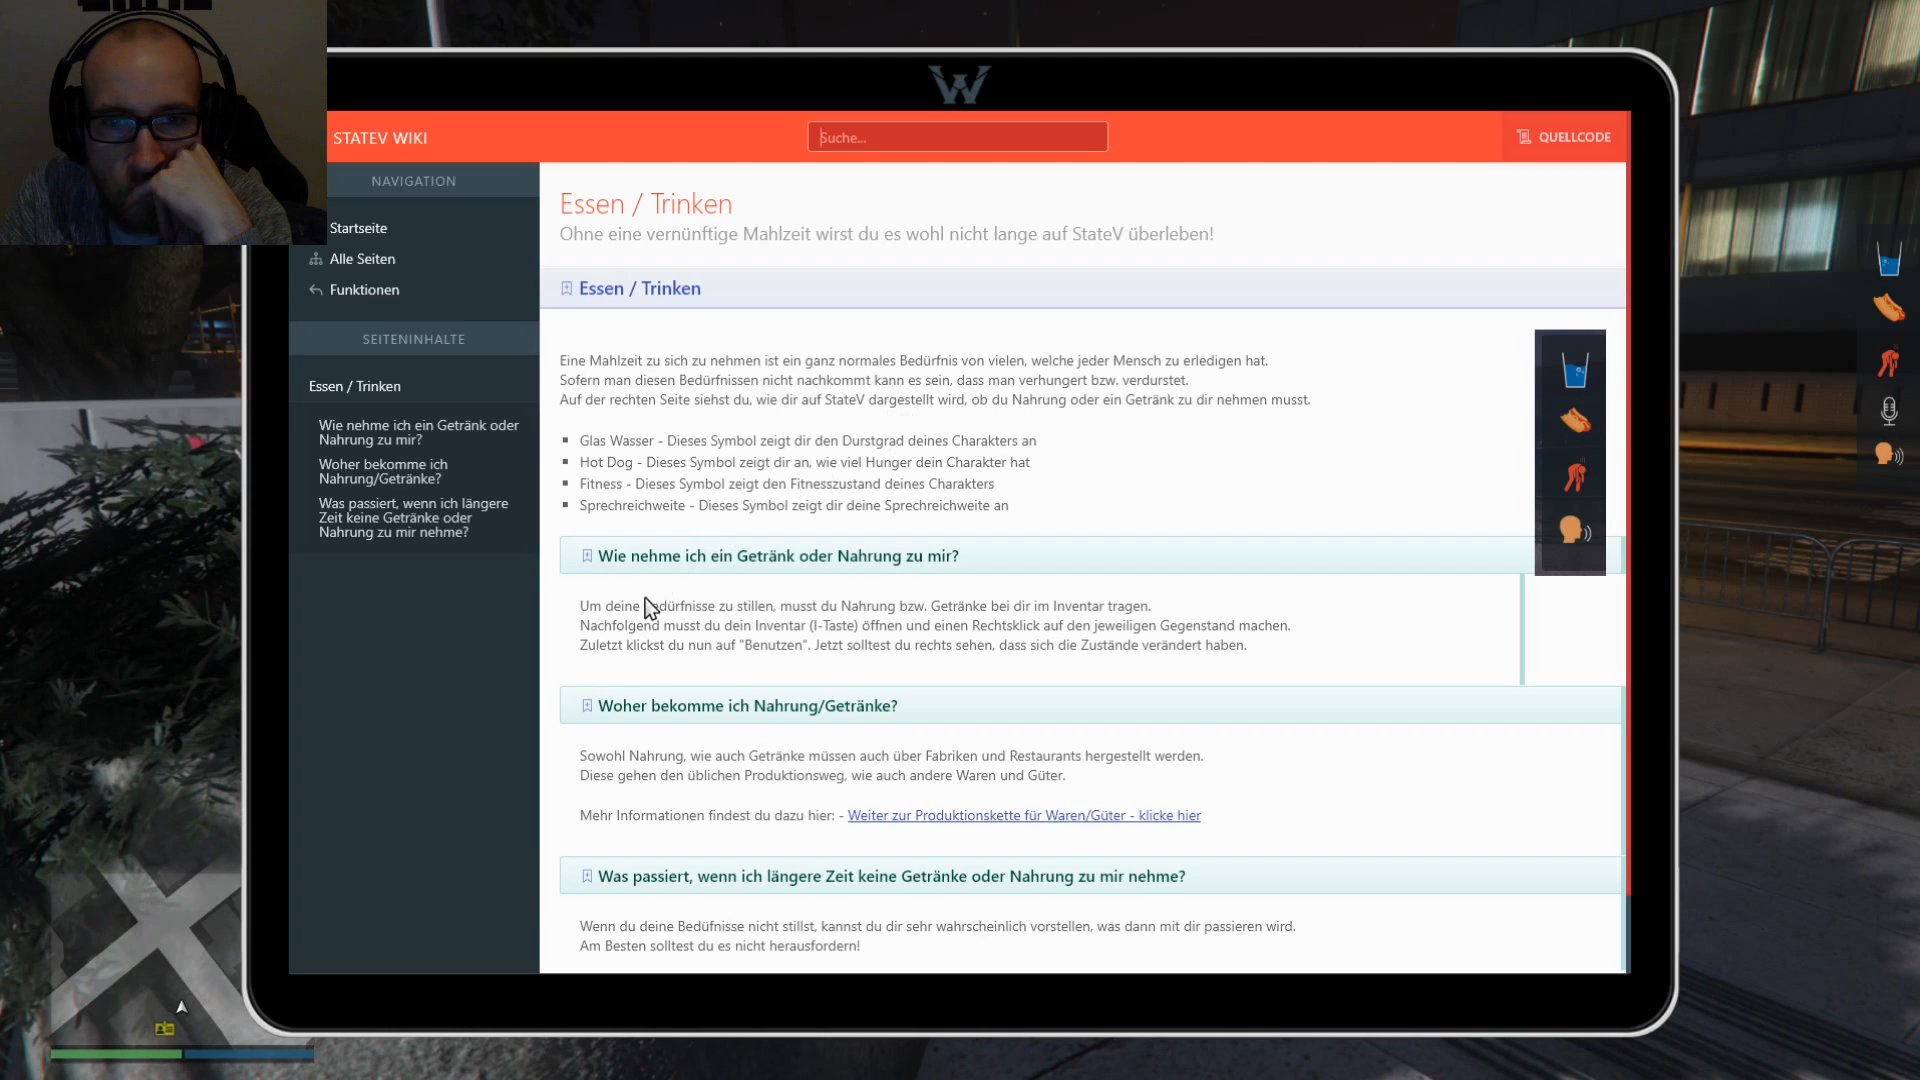 W
STATEV WIKI
Suche...
QUELLCODE
NAVIGATION
Startseite
Alle Seiten
Funktionen
SEITENINHALTE
Essen / Trinken
Wie nehme ich ein Getränk oder
Nahrung zu mir?
Woher bekomme ich
Nahrung/Getränke?
Was passiert, wenn ich längere
Zeit keine Getränke oder
Nahrung zu mir nehme?
Essen / Trinken
Ohne eine vernünftige Mahlzeit wirst du es wohl nicht lange auf StateV überleben!
Essen / Trinken
Eine Mahlzeit zu sich zu nehmen ist ein ganz normales Bedürfnis von vielen, welche jeder Mensch zu erledigen hat.
Sofern man diesen Bedürfnissen nicht nachkommt kann es sein, dass man verhungert bzw. verdurstet.
Auf der rechten Seite siehst du, wie dir auf StateV dargestellt wird, ob du Nahrung oder ein Getränk zu dir nehmen musst.
▪ Glas Wasser - Dieses Symbol zeigt dir den Durstgrad deines Charakters an
▪ Hot Dog - Dieses Symbol zeigt dir an, wie viel Hunger dein Charakter hat
▪ Fitness - Dieses Symbol zeigt den Fitnesszustand deines Charakters
▪ Sprechreichweite - Dieses Symbol zeigt dir deine Sprechreichweite an
Wie nehme ich ein Getränk oder Nahrung zu mir?
Um deine dürfnisse zu stillen, musst du Nahrung bzw. Getränke bei dir im Inventar tragen.
Nachfolgend musst du dein Inventar (I-Taste) öffnen und einen Rechtsklick auf den jeweiligen Gegenstand machen.
Zuletzt klickst du nun auf "Benutzen". Jetzt solltest du rechts sehen, dass sich die Zustände verändert haben.
Woher bekomme ich Nahrung/Getränke?
Sowohl Nahrung, wie auch Getränke müssen auch über Fabriken und Restaurants hergestellt werden.
Diese gehen den üblichen Produktionsweg, wie auch andere Waren und Güter.
Mehr Informationen findest du dazu hier: - Weiter zur Produktionskette für Waren/Güter - klicke hier
Was passiert, wenn ich längere Zeit keine Getränke oder Nahrung zu mir nehme?
Wenn du deine Bedüfnisse nicht stillst, kannst du dir sehr wahrscheinlich vorstellen, was dann mit dir passieren wird.
Am Besten solltest du es nicht herausfordern!